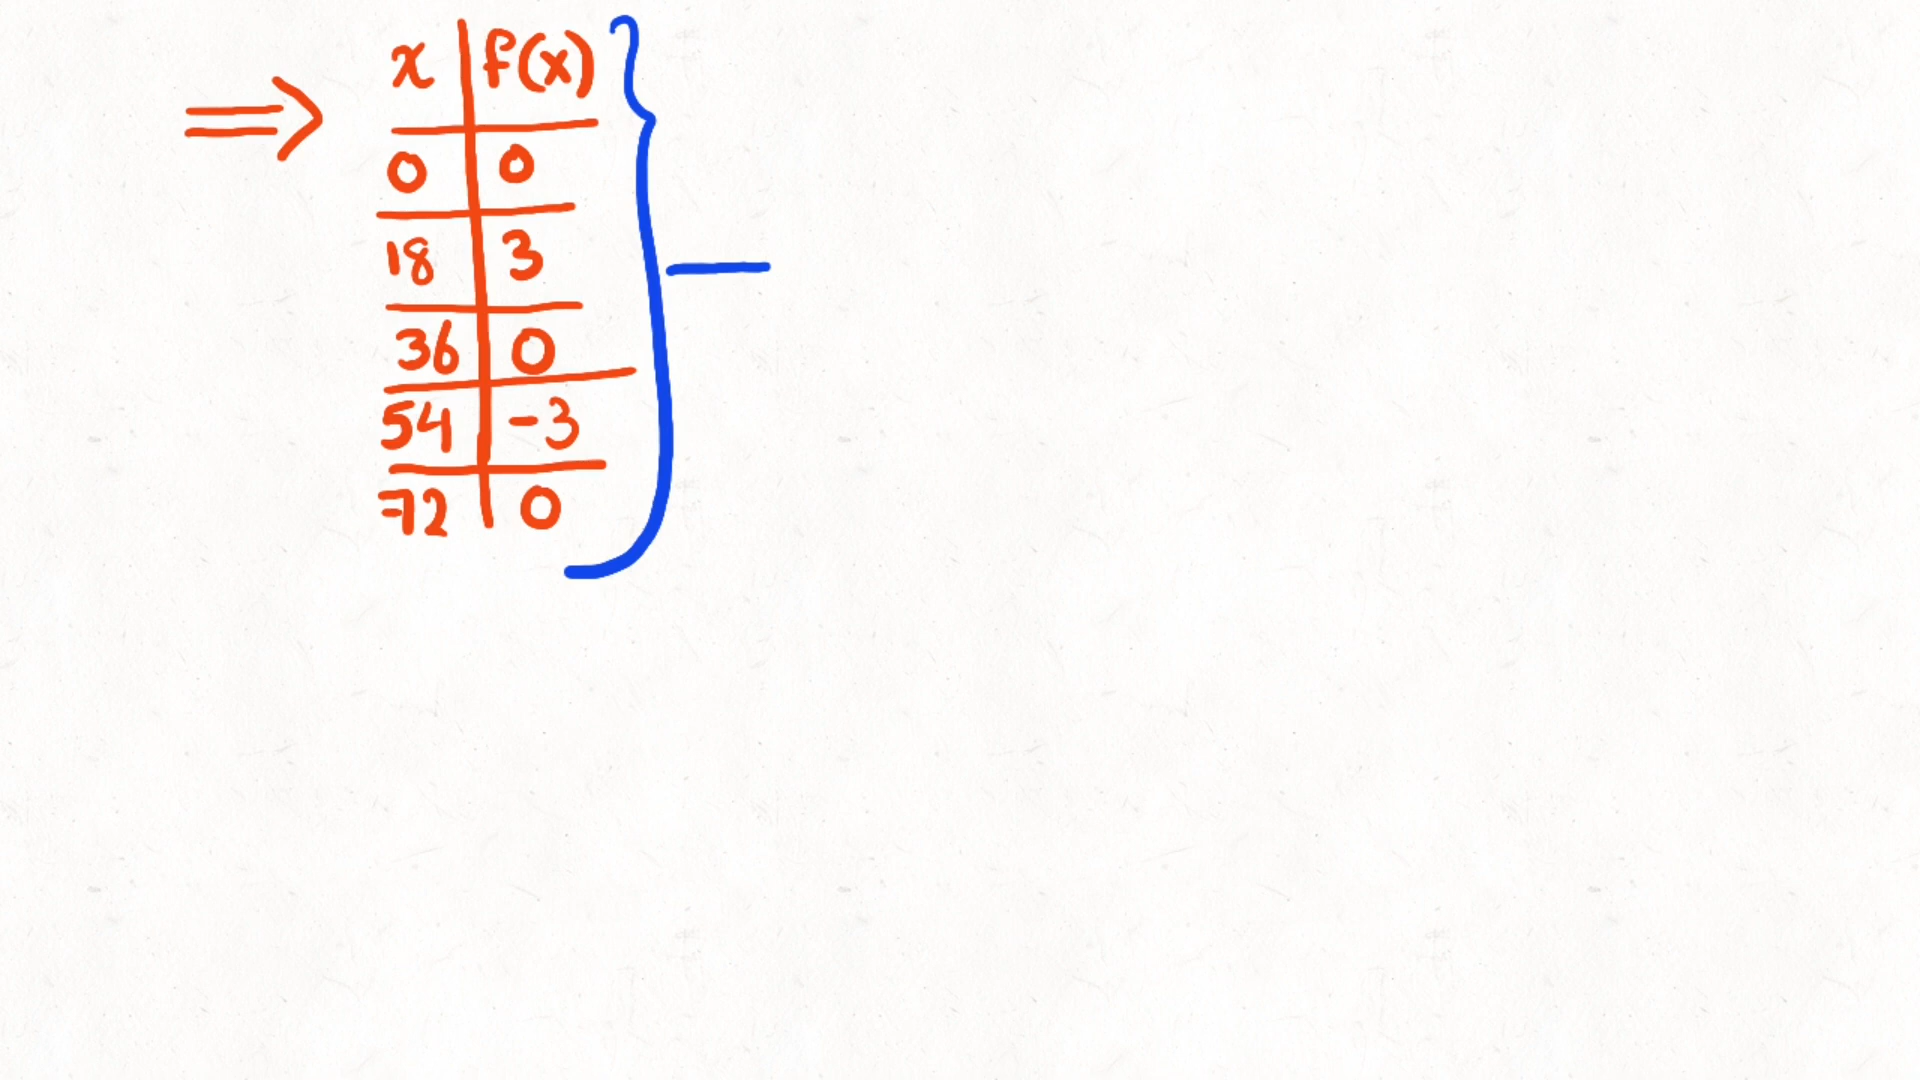 ⇒ x | f(x)
0 | 0
18 | 3
36 | 0
54 | -3
72 | 0